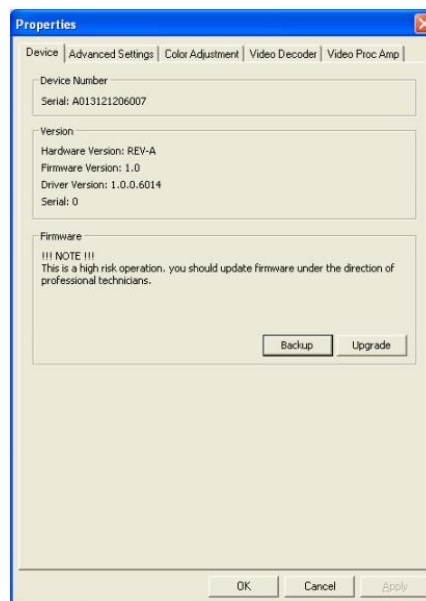 Properties
Device Advanced Settings Color Adjustment Video Decoder Video Proc Amp
Device Number
Serial: A013121206007
Version
Hardware Version: REV-A
Firmware Version: 1.0
Driver Version: 1.0.0.6014
Serial: 0
Firmware
!!! NOTE !!!
This is a high risk operation. you should update firmware under the direction of
professional technicians.
Backup Upgrade
OK Cancel Apply